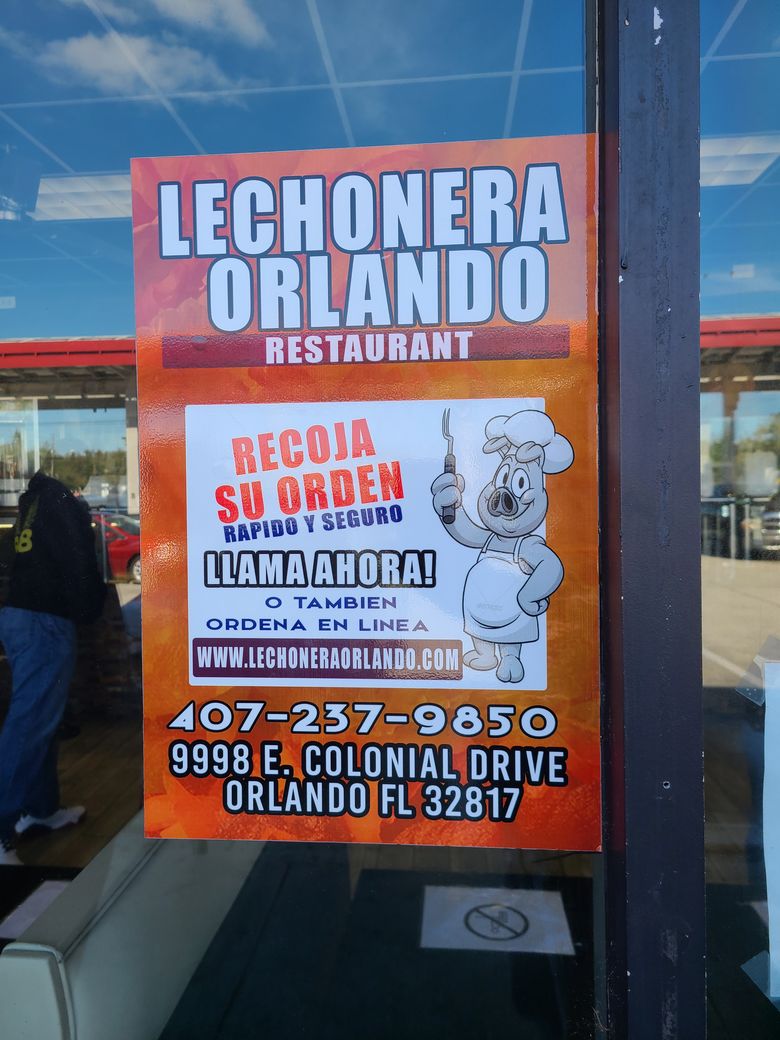 LECHONERA
ORLANDO
RESTAURANT
RECOJA
SU ORDEN
RAPIDO Y SEGURO
LLAMA AHORA!
O TAMBIEN
ORDENA EN LINEA
WWW.LECHONERAORLANDO.COM
407-237-9850
9998 E. COLONIAL DRIVE
ORLANDO FL 32817